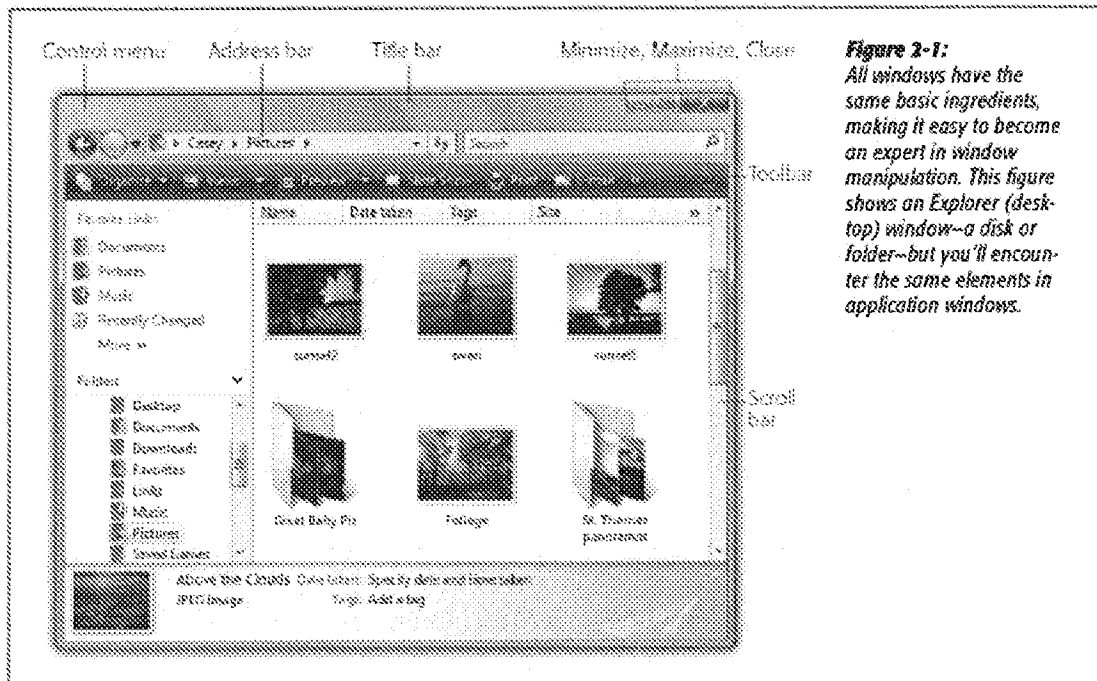 Control menu Address bar Title bar Minimize, Maximize, Close
Casey Pictures Search
Toolbar
Favorite Links
Documents
Pictures
Music
Recently Changed
More »
Folders
Desktop
Documents
Downloads
Favorites
Links
Music
Pictures
Saved Games
Name Date taken Tags Size »
sunset2
sunset5
Great Baby Pix
Foliage
St. Thomas
panoramas
Scroll
bar
Above the Clouds Date taken: Specify date and time taken
JPEG Image Tags: Add a tag
Figure 2-1:
All windows have the
same basic ingredients,
making it easy to become
an expert in window
manipulation. This figure
shows an Explorer (desk-
top) window—a disk or
folder—but you'll encoun-
ter the same elements in
application windows.